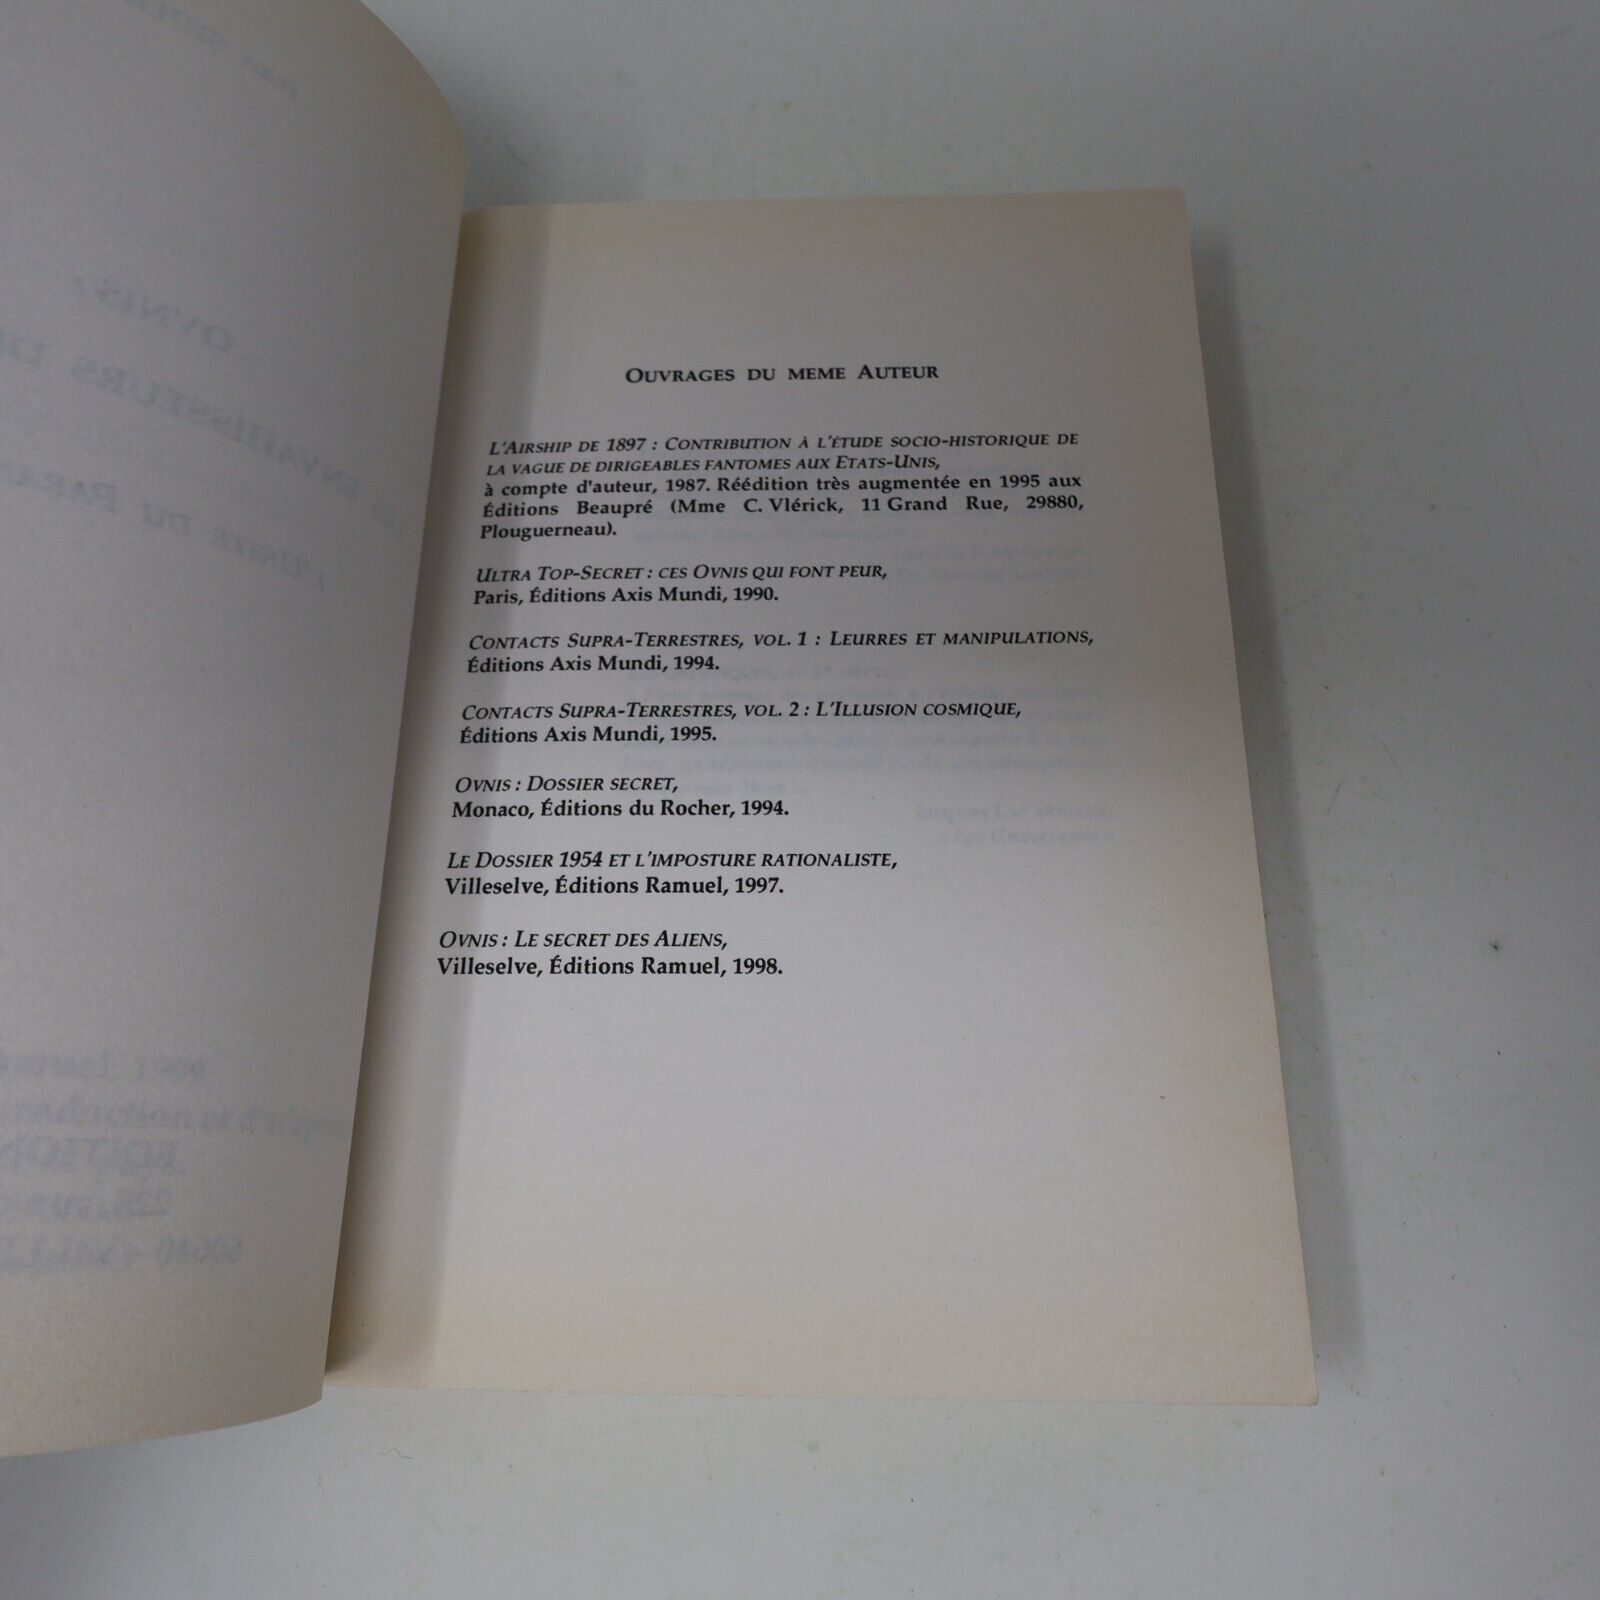 OUVRAGES DU MEME AUTEUR
L'AIRSHIP DE 1897 : CONTRIBUTION À L'ÉTUDE SOCIO-HISTORIQUE DE
LA VAGUE DE DIRIGEABLES FANTOMES AUX ETATS-UNIS,
à compte d'auteur, 1987. Réédition très augmentée en 1995 aux
Éditions Beaupré (Mme C. Vlérick, 11 Grand Rue, 29880,
Plouguerneau).
ULTRA TOP-SECRET : CES OVNIS QUI FONT PEUR,
Paris, Éditions Axis Mundi, 1990.
CONTACTS SUPRA-TERRESTRES, VOL. 1 : LEURRES ET MANIPULATIONS,
Éditions Axis Mundi, 1994.
CONTACTS SUPRA-TERRESTRES, VOL. 2 : L'ILLUSION COSMIQUE,
Éditions Axis Mundi, 1995.
OVNIS : DOSSIER SECRET,
Monaco, Éditions du Rocher, 1994.
LE DOSSIER 1954 ET L'IMPOSTURE RATIONALISTE,
Villeselve, Éditions Ramuel, 1997.
OVNIS : LE SECRET DES ALIENS,
Villeselve, Éditions Ramuel, 1998.